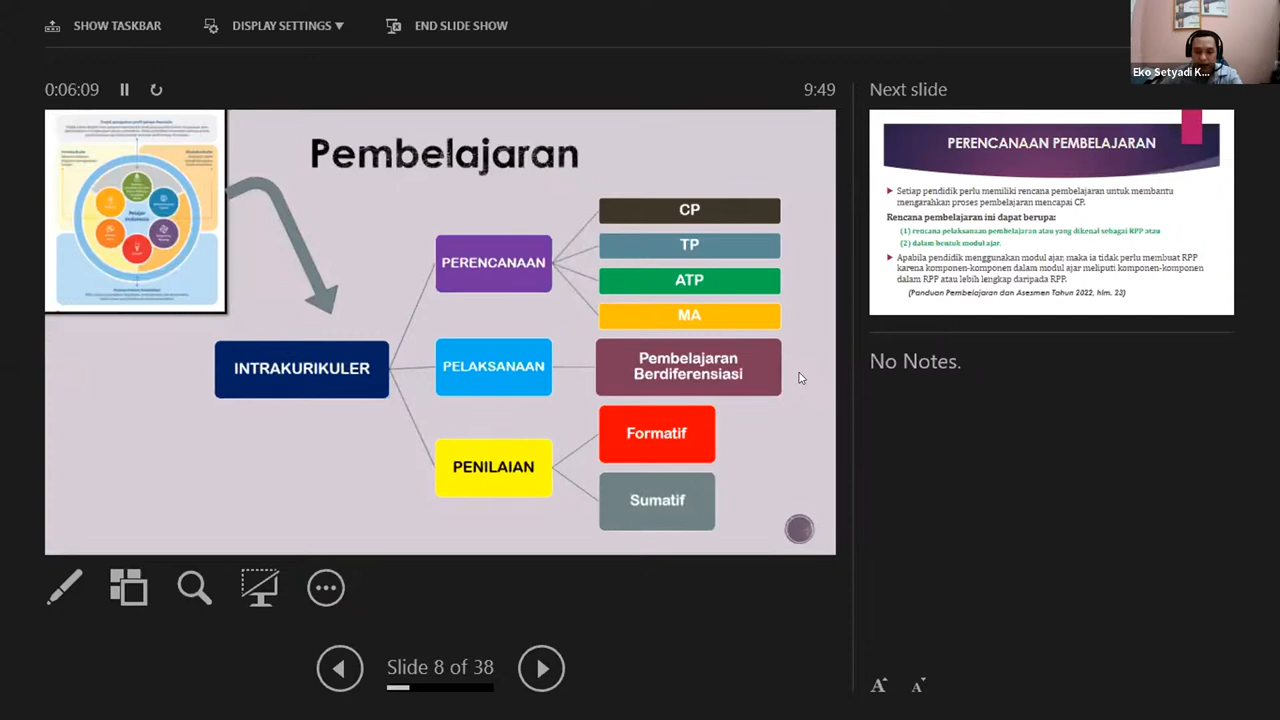 SHOW TASKBAR
DISPLAY SETTINGS ▼
END SLIDE SHOW
Eko Setyadi K...
0:06:09
9:49
Next slide
Pembelajaran
Pelajar
Indonesia
INTRAKURIKULER
PERENCANAAN
CP
TP
ATP
MA
PELAKSANAAN
Pembelajaran
Berdiferensiasi
PENILAIAN
Formatif
Sumatif
PERENCANAAN PEMBELAJARAN
Setiap pendidik perlu memiliki rencana pembelajaran untuk membantu
mengarahkan proses pembelajaran mencapai CP.
Rencana pembelajaran ini dapat berupa:
(1) rencana pelaksanaan pembelajaran atau yang dikenal sebagai RPP atau
(2) dalam bentuk modul ajar.
Apabila pendidik menggunakan modul ajar, maka ia tidak perlu membuat RPP
karena komponen-komponen dalam modul ajar meliputi komponen-komponen
dalam RPP atau lebih lengkap daripada RPP.
(Panduan Pembelajaran dan Asesmen Tahun 2022, hlm. 23)
No Notes.
Slide 8 of 38
A A